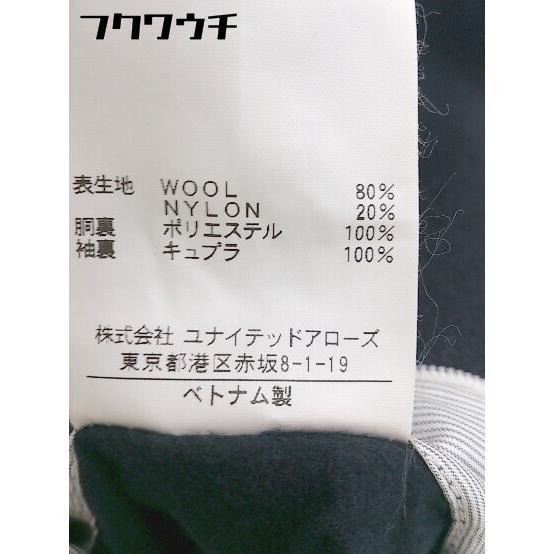 フクワウチ
表生地 WOOL 80%
NYLON 20%
胴裏 ポリエステル 100%
袖裏 キュプラ 100%
株式会社 ユナイテッドアローズ
東京都港区赤坂8-1-19
ベトナム製